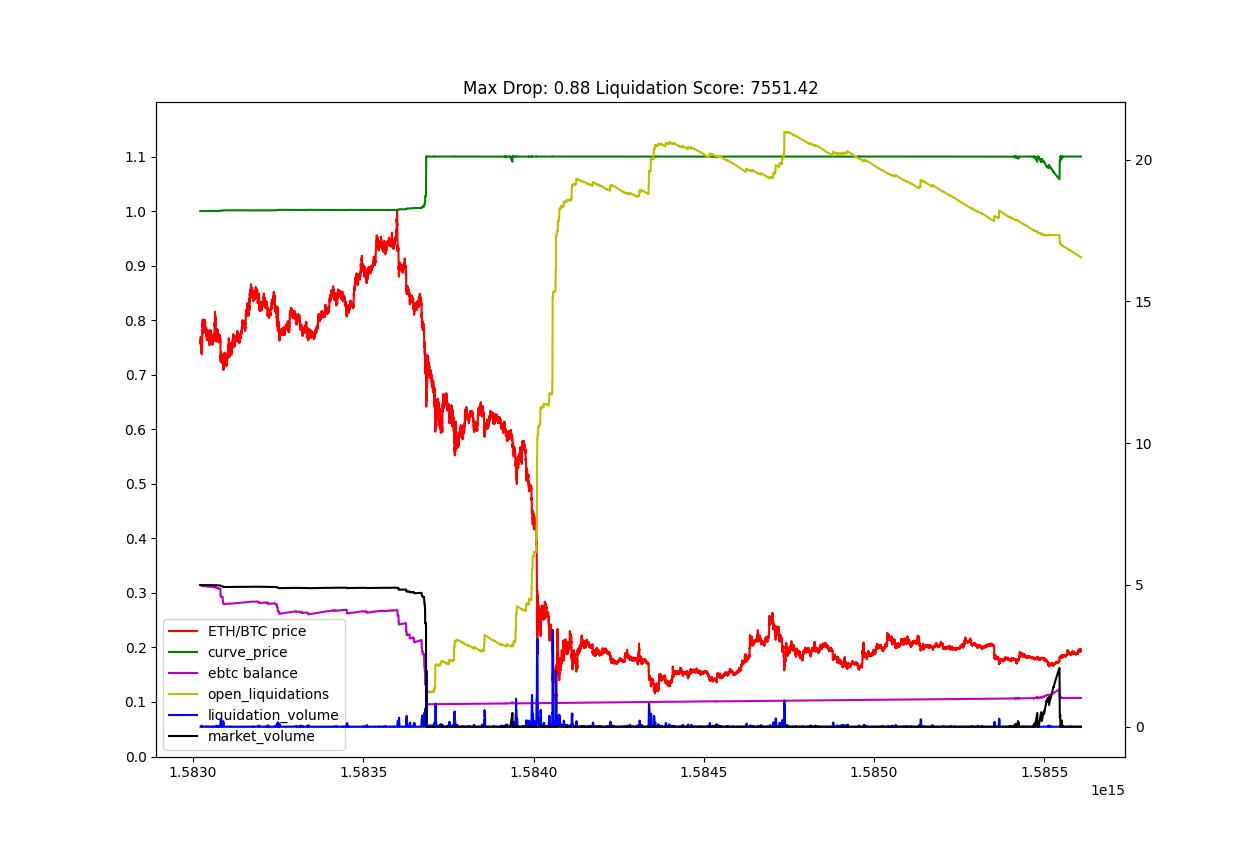 Max Drop: 0.88 Liquidation Score: 7551.42
1.1
1.0
0.9
0.8
0.7
0.6
0.5
0.4
0.3
0.2
0.1
0.0
20
15
10
5
0
ETH/BTC price
curve_price
ebtc balance
open_liquidations
liquidation_volume
market_volume
1.5830 1.5835 1.5840 1.5845 1.5850 1.5855
1e15